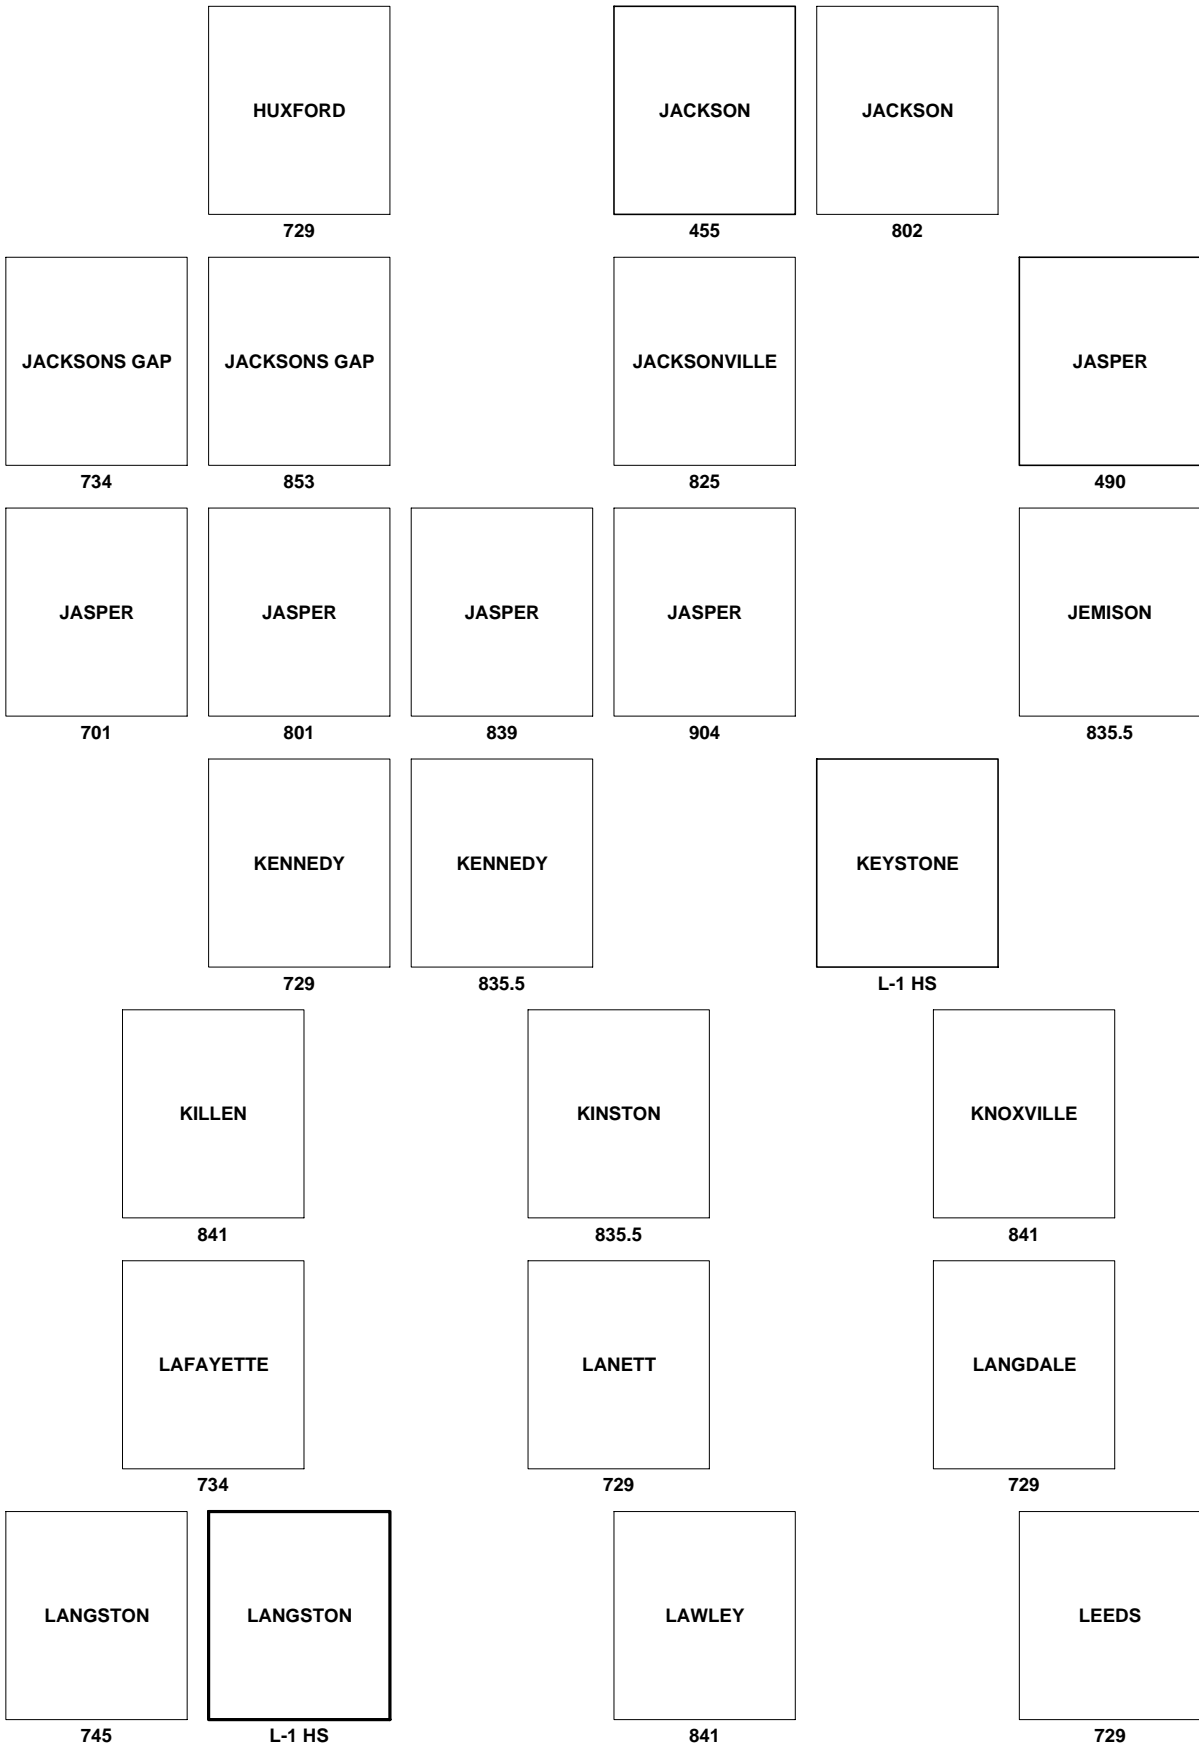 HUXFORD JACKSON JACKSON
729 455 802
JACKSONS GAP JACKSONS GAP JACKSONVILLE JASPER
734 853 825 490
JASPER JASPER JASPER JASPER JEMISON
701 801 839 904 835.5
KENNEDY KENNEDY KEYSTONE
729 835.5 L-1 HS
KILLEN KINSTON KNOXVILLE
841 835.5 841
LAFAYETTE LANETT LANGDALE
734 729 729
LANGSTON LANGSTON LAWLEY LEEDS
745 L-1 HS 841 729